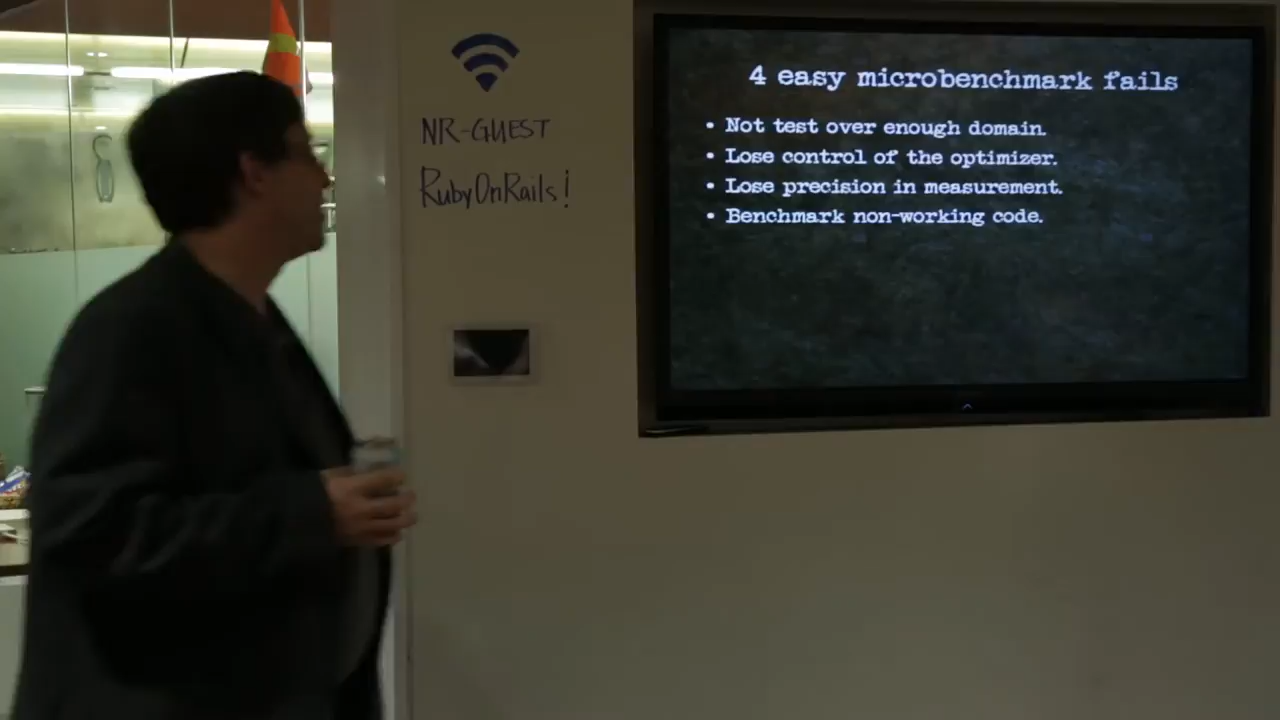 NR-GUEST
RubyOnRails!
4 easy microbenchmark fails
• Not test over enough domain.
• Lose control of the optimizer.
• Lose precision in measurement.
• Benchmark non-working code.